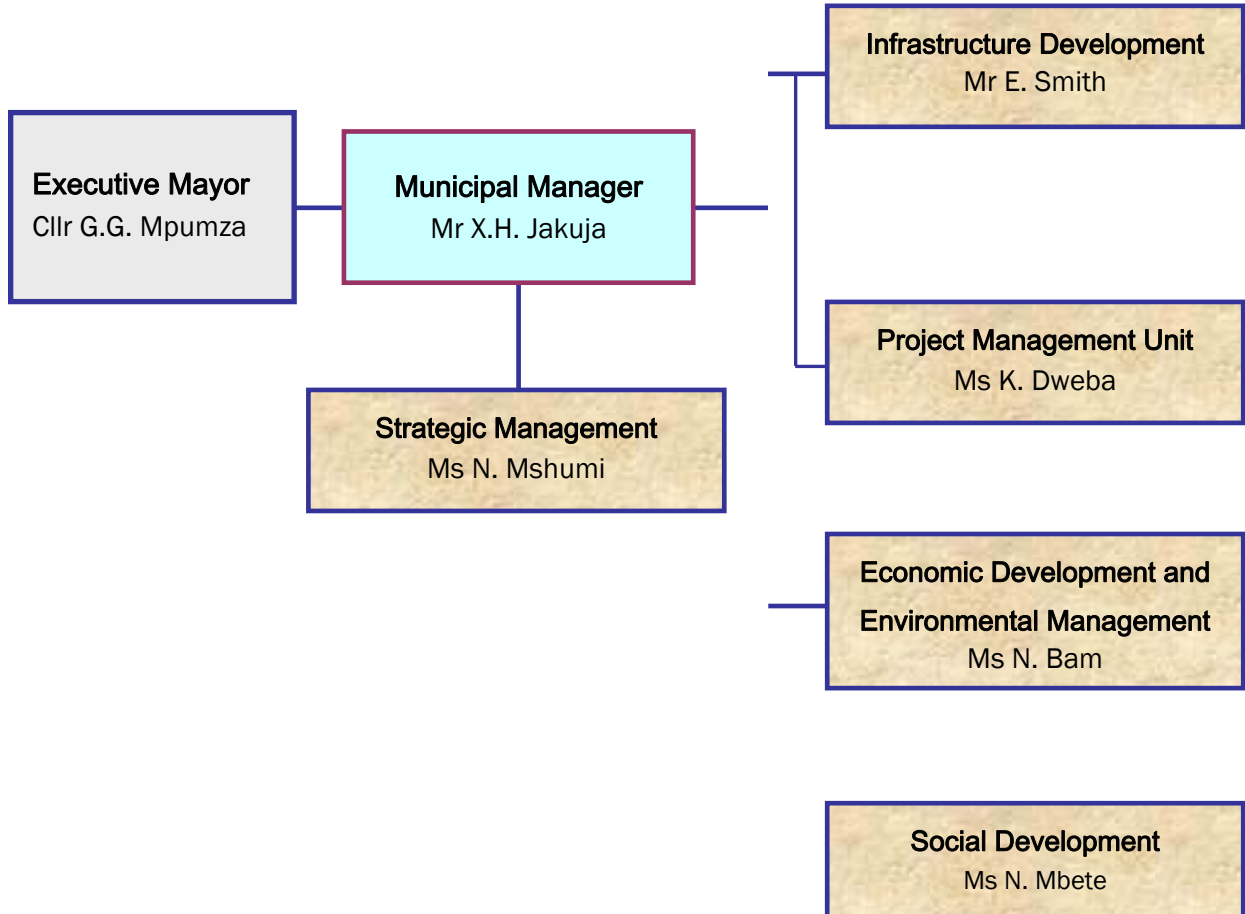 Executive Mayor
Cllr G.G. Mpumza
Municipal Manager
Mr X.H. Jakuja
Strategic Management
Ms N. Mshumi
Infrastructure Development
Mr E. Smith
Project Management Unit
Ms K. Dweba
Economic Development and
Environmental Management
Ms N. Bam
Social Development
Ms N. Mbete